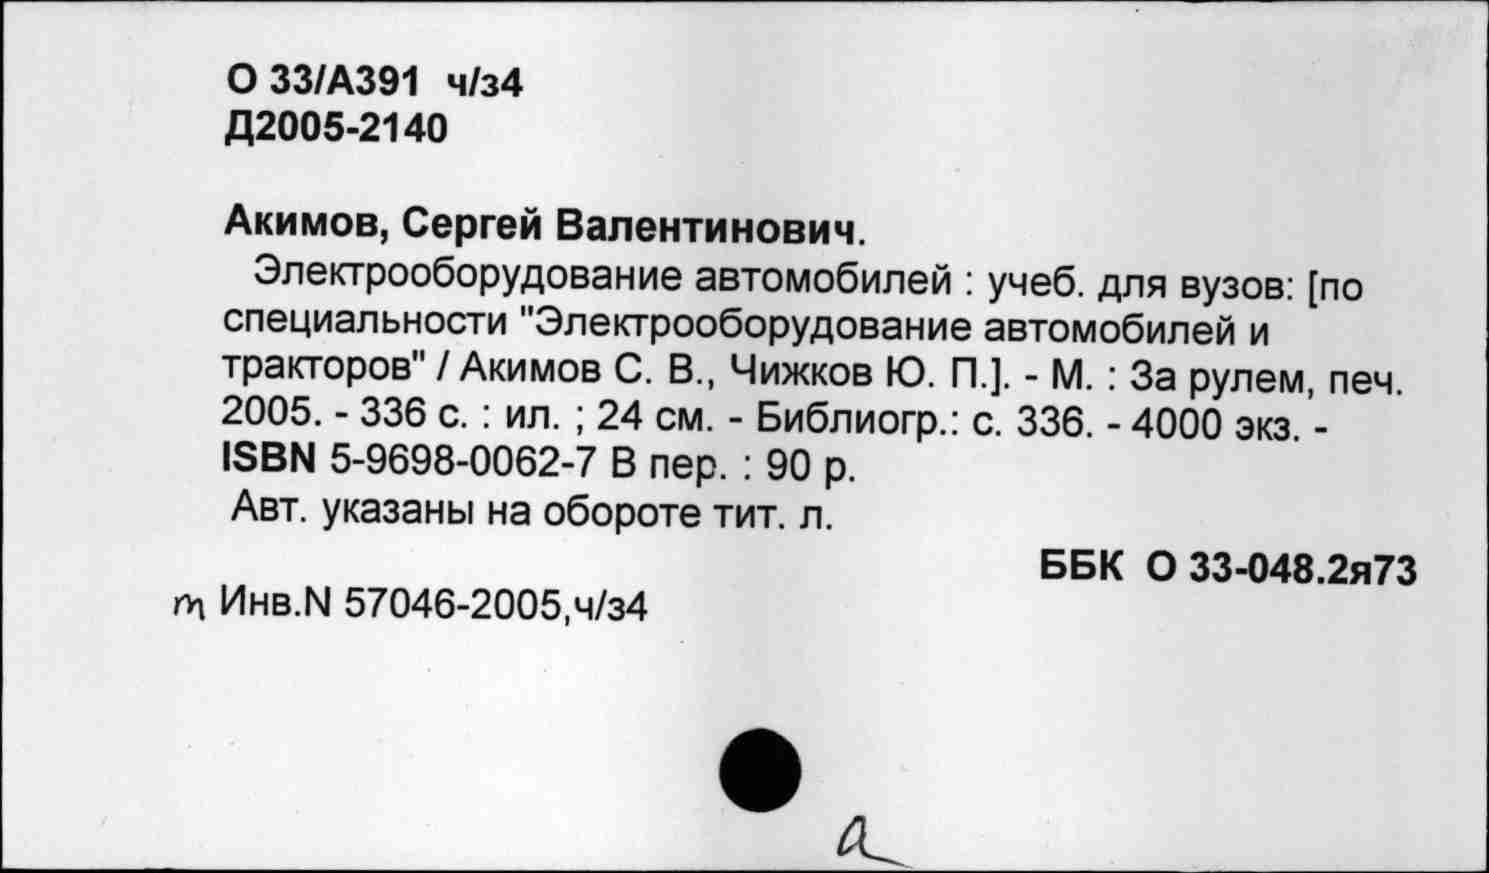 О 33/А391 ч/з4
Д2005-2140
Акимов, Сергей Валентинович.
Электрооборудование автомобилей : учеб. для вузов: [по
специальности "Электрооборудование автомобилей и
тракторов" / Акимов С. В., Чижков Ю. П.]. - М. : За рулем, печ.
2005. - 336 с. : ил. ; 24 см. - Библиогр.: с. 336. - 4000 экз. -
ISBN 5-9698-0062-7 В пер. : 90 р.
Авт. указаны на обороте тит. л.
ББК О 33-048.2я73
Инв.N 57046-2005,ч/з4
а